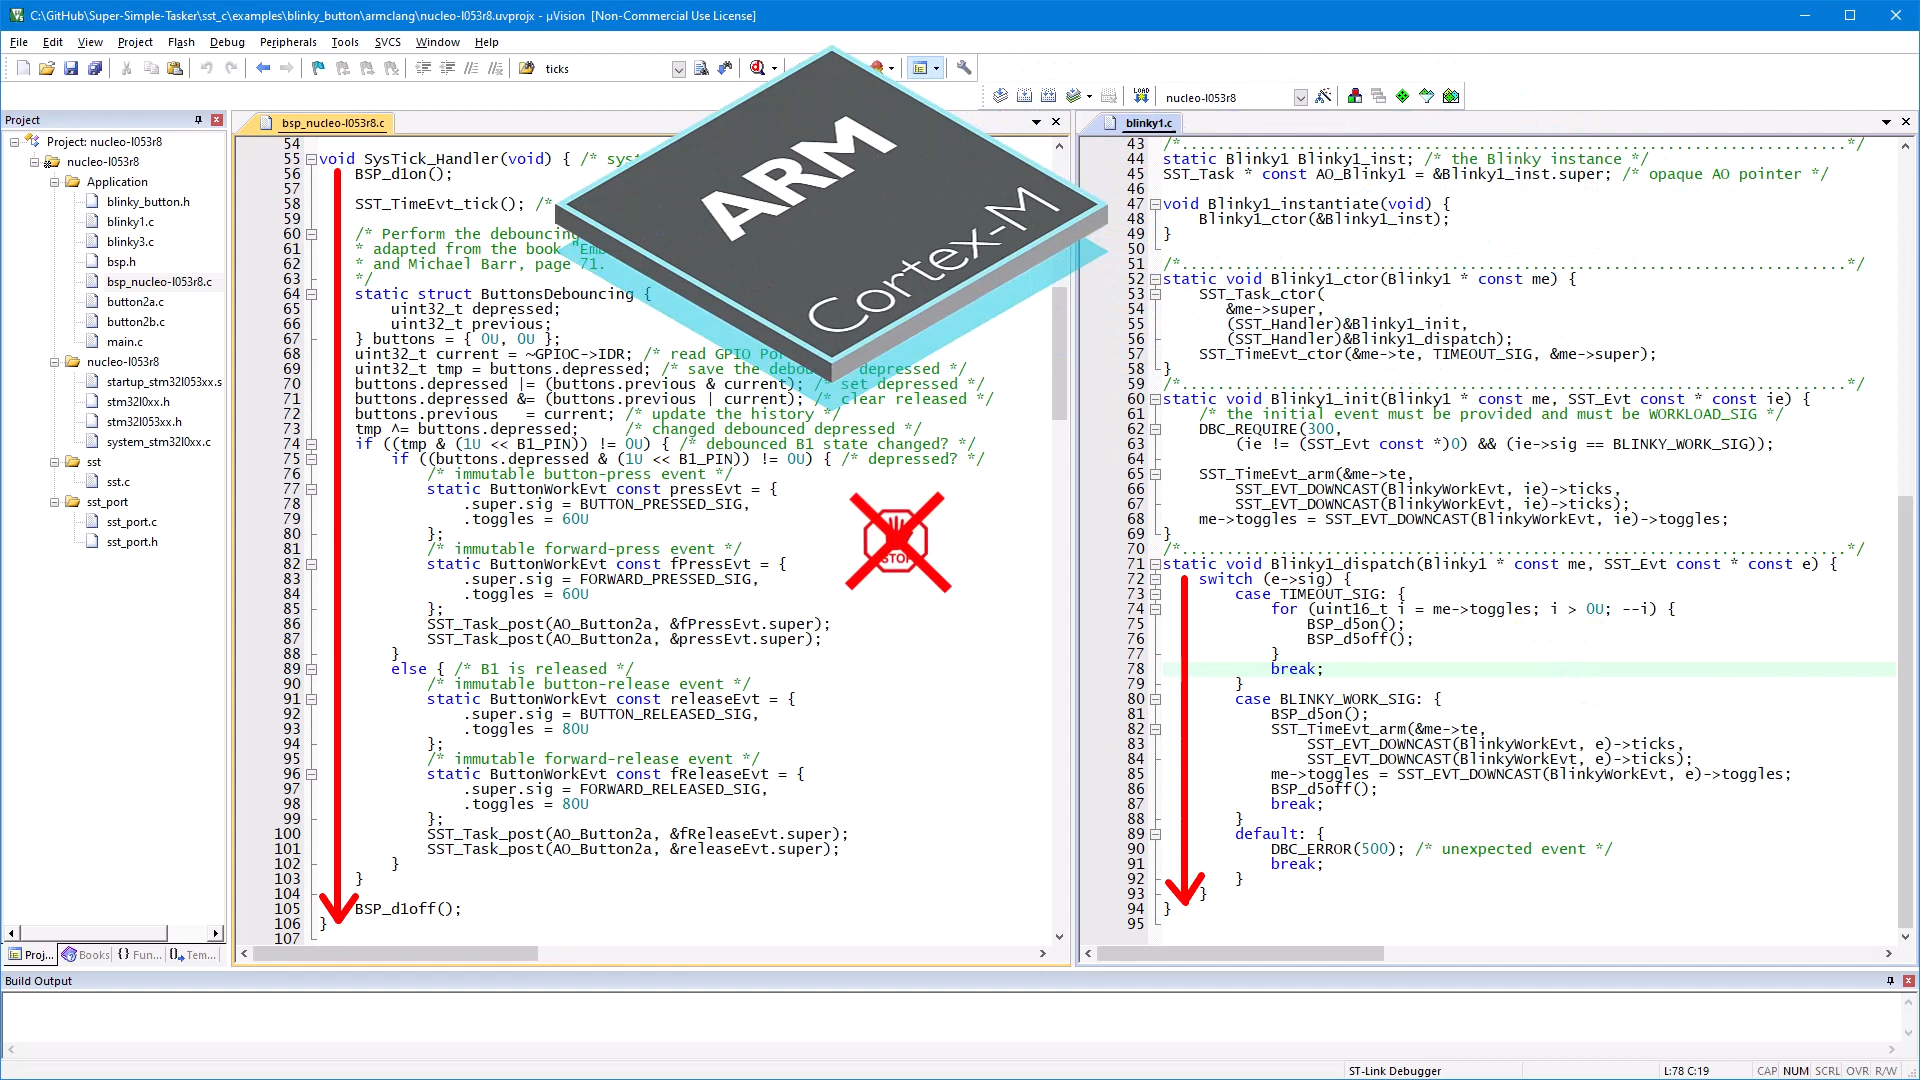 C:\GitHub\Super-Simple-Tasker\sst_c\examples\blinky_button\armclang\nucleo-l053r8.uvprojx - µVision  [Non-Commercial Use License]
File Edit View Project Flash Debug Peripherals Tools SVCS Window Help
ticks
LOAD
nucleo-l053r8
Project
Project: nucleo-l053r8
nucleo-l053r8
Application
blinky_button.h
blinky1.c
blinky3.c
bsp.h
bsp_nucleo-l053r8.c
button2a.c
button2b.c
main.c
nucleo-l053r8
startup_stm32l053xx.s
stm32l0xx.h
stm32l053xx.h
system_stm32l0xx.c
sst
sst.c
sst_port
sst_port.c
sst_port.h
Proj... Books {} Fun... Tem...
bsp_nucleo-l053r8.c
54
55 void SysTick_Handler(void) { /* sys
56 BSP_d1on();
57
58 SST_TimeEvt_tick(); /*
59
60 /* Perform the debouncing
61 * adapted from the book "Emb
62 * and Michael Barr, page 71.
63 */
64 static struct ButtonsDebouncing {
65 uint32_t depressed;
66 uint32_t previous;
67 } buttons = { 0U, 0U };
68 uint32_t current = ~GPIOC->IDR; /* read GPIO Po
69 uint32_t tmp = buttons.depressed; /* save the debou depressed */
70 buttons.depressed |= (buttons.previous & current); /* set depressed */
71 buttons.depressed &= (buttons.previous | current); /* clear released */
72 buttons.previous   = current; /* update the history */
73 tmp ^= buttons.depressed;     /* changed debounced depressed */
74 if ((tmp & (1U << B1_PIN)) != 0U) { /* debounced B1 state changed? */
75 if ((buttons.depressed & (1U << B1_PIN)) != 0U) { /* depressed? */
76 /* immutable button-press event */
77 static ButtonWorkEvt const pressEvt = {
78 .super.sig = BUTTON_PRESSED_SIG,
79 .toggles = 60U
80 };
81 /* immutable forward-press event */
82 static ButtonWorkEvt const fPressEvt = {
83 .super.sig = FORWARD_PRESSED_SIG,
84 .toggles = 60U
85 };
86 SST_Task_post(AO_Button2a, &fPressEvt.super);
87 SST_Task_post(AO_Button2a, &pressEvt.super);
88 }
89 else { /* B1 is released */
90 /* immutable button-release event */
91 static ButtonWorkEvt const releaseEvt = {
92 .super.sig = BUTTON_RELEASED_SIG,
93 .toggles = 80U
94 };
95 /* immutable forward-release event */
96 static ButtonWorkEvt const fReleaseEvt = {
97 .super.sig = FORWARD_RELEASED_SIG,
98 .toggles = 80U
99 };
100 SST_Task_post(AO_Button2a, &fReleaseEvt.super);
101 SST_Task_post(AO_Button2a, &releaseEvt.super);
102 }
103 }
104
105 BSP_d1off();
106 }
107
ARM
Cortex-M
STOP
blinky1.c
43 /*..........................................................................*/
44 static Blinky1 Blinky1_inst; /* the Blinky instance */
45 SST_Task * const AO_Blinky1 = &Blinky1_inst.super; /* opaque AO pointer */
46
47 void Blinky1_instantiate(void) {
48 Blinky1_ctor(&Blinky1_inst);
49 }
50
51 /*..........................................................................*/
52 static void Blinky1_ctor(Blinky1 * const me) {
53 SST_Task_ctor(
54 &me->super,
55 (SST_Handler)&Blinky1_init,
56 (SST_Handler)&Blinky1_dispatch);
57 SST_TimeEvt_ctor(&me->te, TIMEOUT_SIG, &me->super);
58 }
59 /*..........................................................................*/
60 static void Blinky1_init(Blinky1 * const me, SST_Evt const * const ie) {
61 /* the initial event must be provided and must be WORKLOAD_SIG */
62 DBC_REQUIRE(300,
63 (ie != (SST_Evt const *)0) && (ie->sig == BLINKY_WORK_SIG));
64
65 SST_TimeEvt_arm(&me->te,
66 SST_EVT_DOWNCAST(BlinkyWorkEvt, ie)->ticks,
67 SST_EVT_DOWNCAST(BlinkyWorkEvt, ie)->ticks);
68 me->toggles = SST_EVT_DOWNCAST(BlinkyWorkEvt, ie)->toggles;
69 }
70 /*..........................................................................*/
71 static void Blinky1_dispatch(Blinky1 * const me, SST_Evt const * const e) {
72 switch (e->sig) {
73 case TIMEOUT_SIG: {
74 for (uint16_t i = me->toggles; i > 0U; --i) {
75 BSP_d5on();
76 BSP_d5off();
77 }
78 break;
79 }
80 case BLINKY_WORK_SIG: {
81 BSP_d5on();
82 SST_TimeEvt_arm(&me->te,
83 SST_EVT_DOWNCAST(BlinkyWorkEvt, e)->ticks,
84 SST_EVT_DOWNCAST(BlinkyWorkEvt, e)->ticks);
85 me->toggles = SST_EVT_DOWNCAST(BlinkyWorkEvt, e)->toggles;
86 BSP_d5off();
87 break;
88 }
89 default: {
90 DBC_ERROR(500); /* unexpected event */
91 break;
92 }
93 }
94 }
95
Build Output
ST-Link Debugger L:78 C:19 CAP NUM SCRL OVR R/W